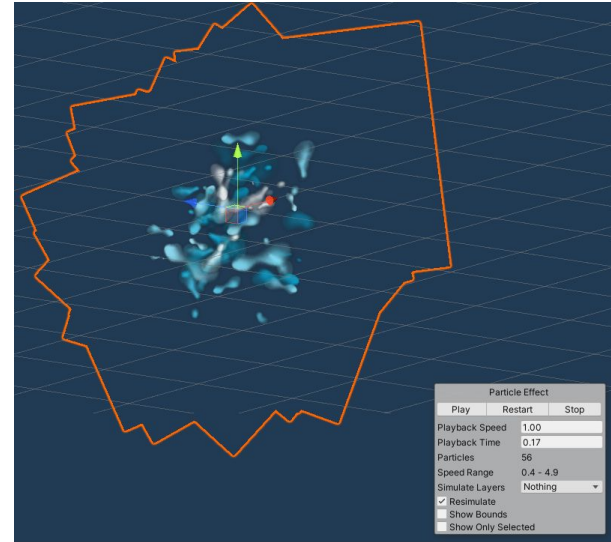 Particle Effect
Play Restart Stop
Playback Speed 1.00
Playback Time 0.17
Particles 56
Speed Range 0.4 - 4.9
Simulate Layers Nothing
Resimulate
Show Bounds
Show Only Selected